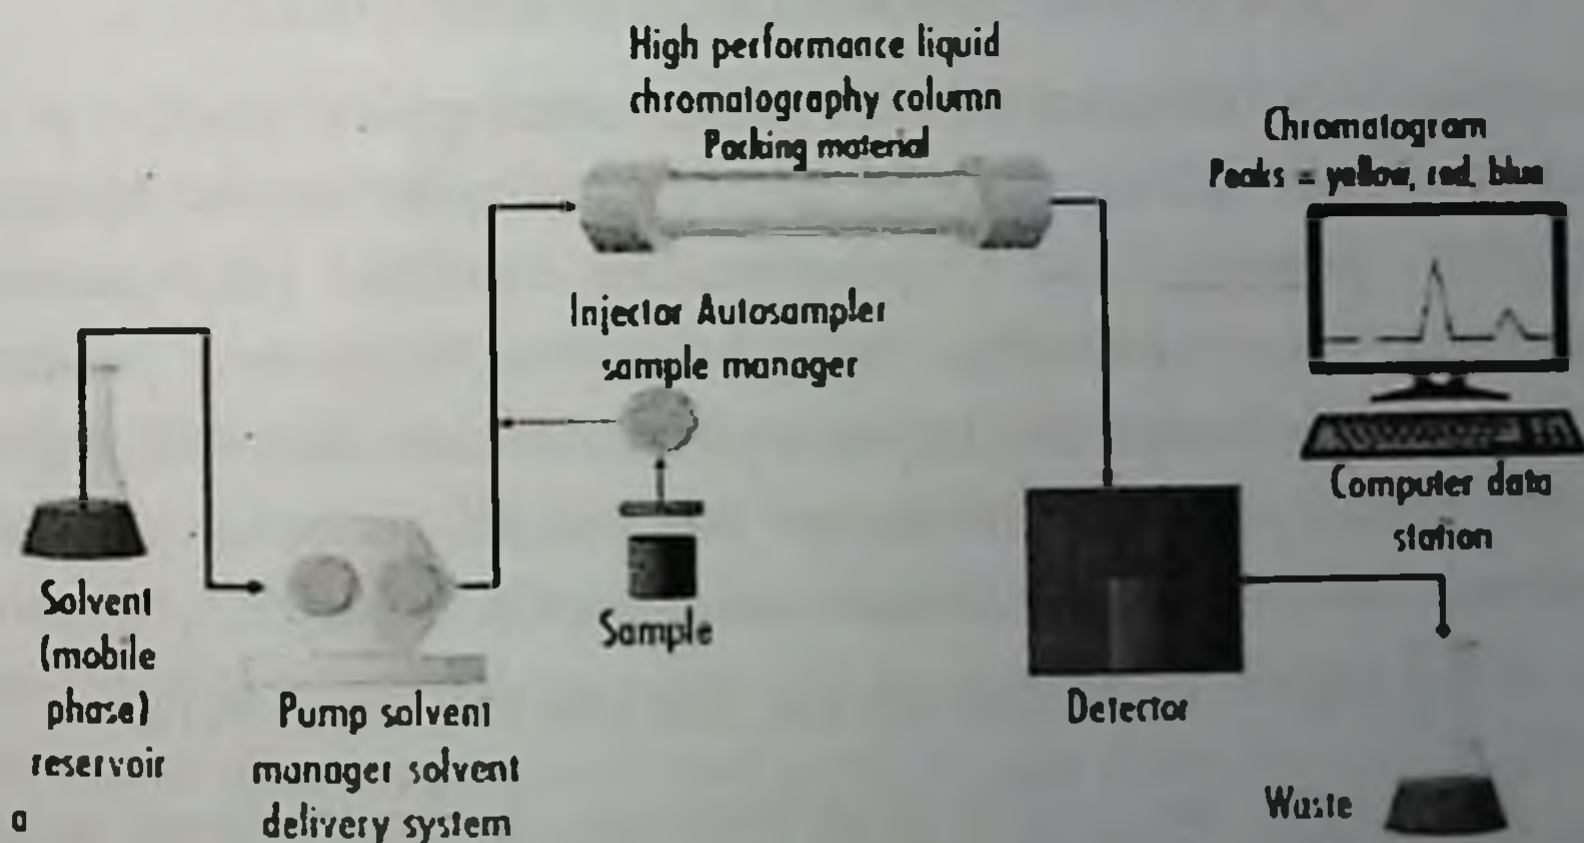 High performance liquid
chromatography column
Packing material
Chromatogram
Peaks = yellow, red, blue
Injector Autosampler
sample manager
Computer data
station
Sample
Solvent
(mobile
phase)
reservoir
Pump solvent
manager solvent
delivery system
Detector
Waste
a